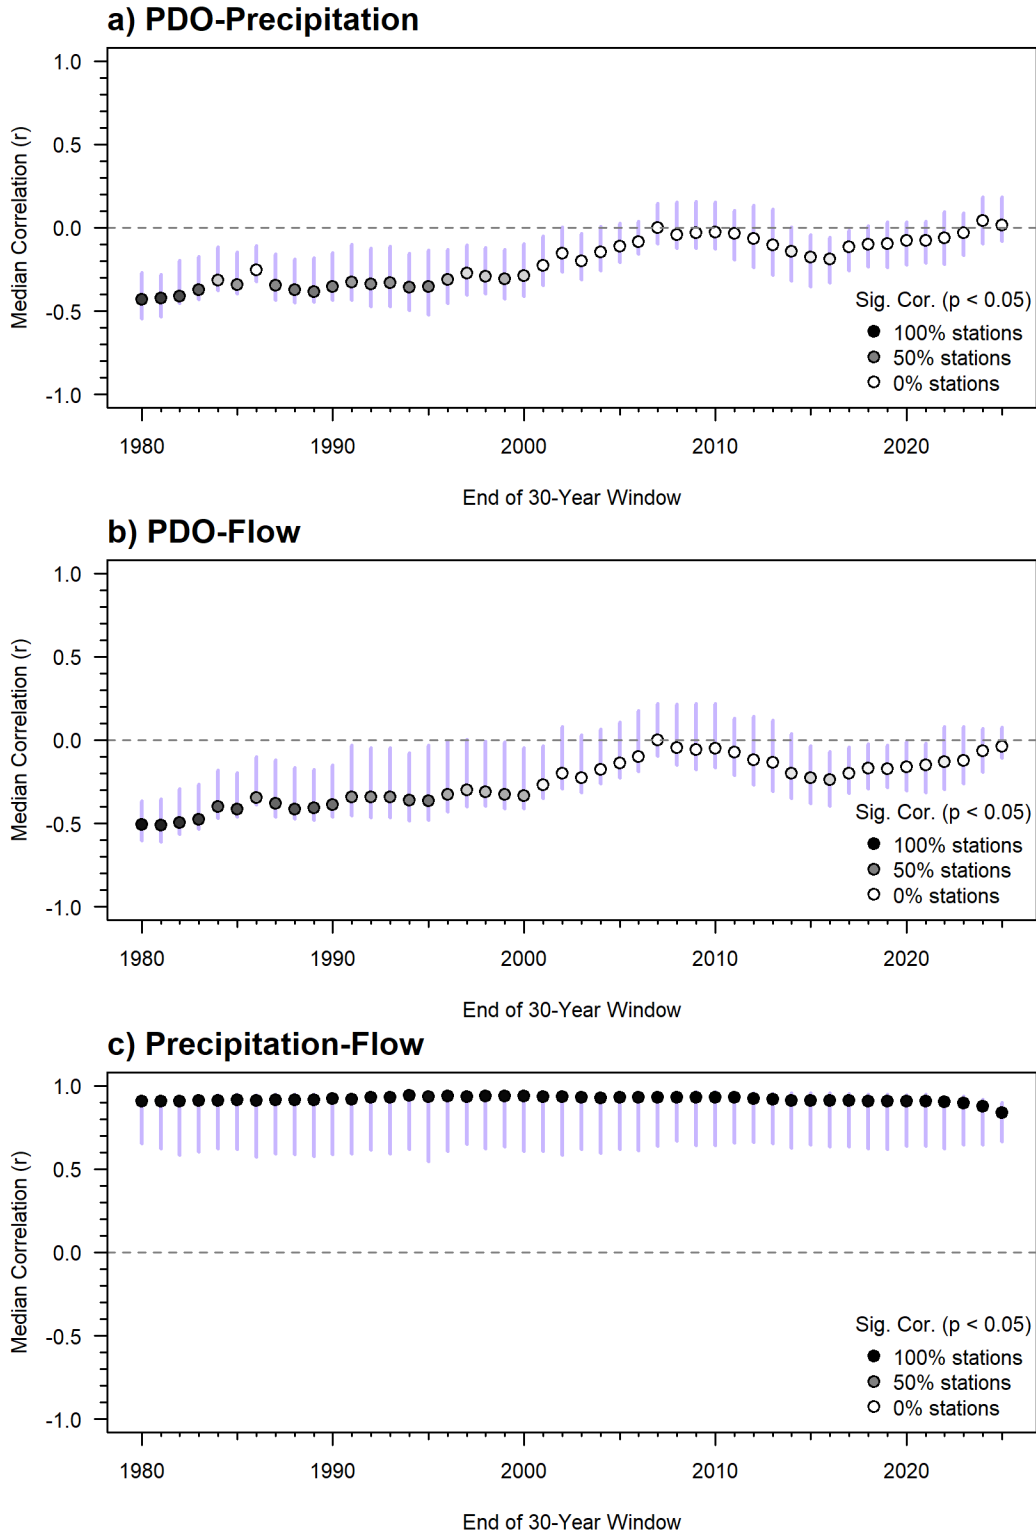 a) PDO-Precipitation
Median Correlation (r)
1.0
0.5
0.0
-0.5
-1.0
Sig. Cor. (p < 0.05)
100% stations
50% stations
0% stations
1980 1990 2000 2010 2020
End of 30-Year Window
b) PDO-Flow
Median Correlation (r)
1.0
0.5
0.0
-0.5
-1.0
Sig. Cor. (p < 0.05)
100% stations
50% stations
0% stations
1980 1990 2000 2010 2020
End of 30-Year Window
c) Precipitation-Flow
Median Correlation (r)
1.0
0.5
0.0
-0.5
-1.0
Sig. Cor. (p < 0.05)
100% stations
50% stations
0% stations
1980 1990 2000 2010 2020
End of 30-Year Window